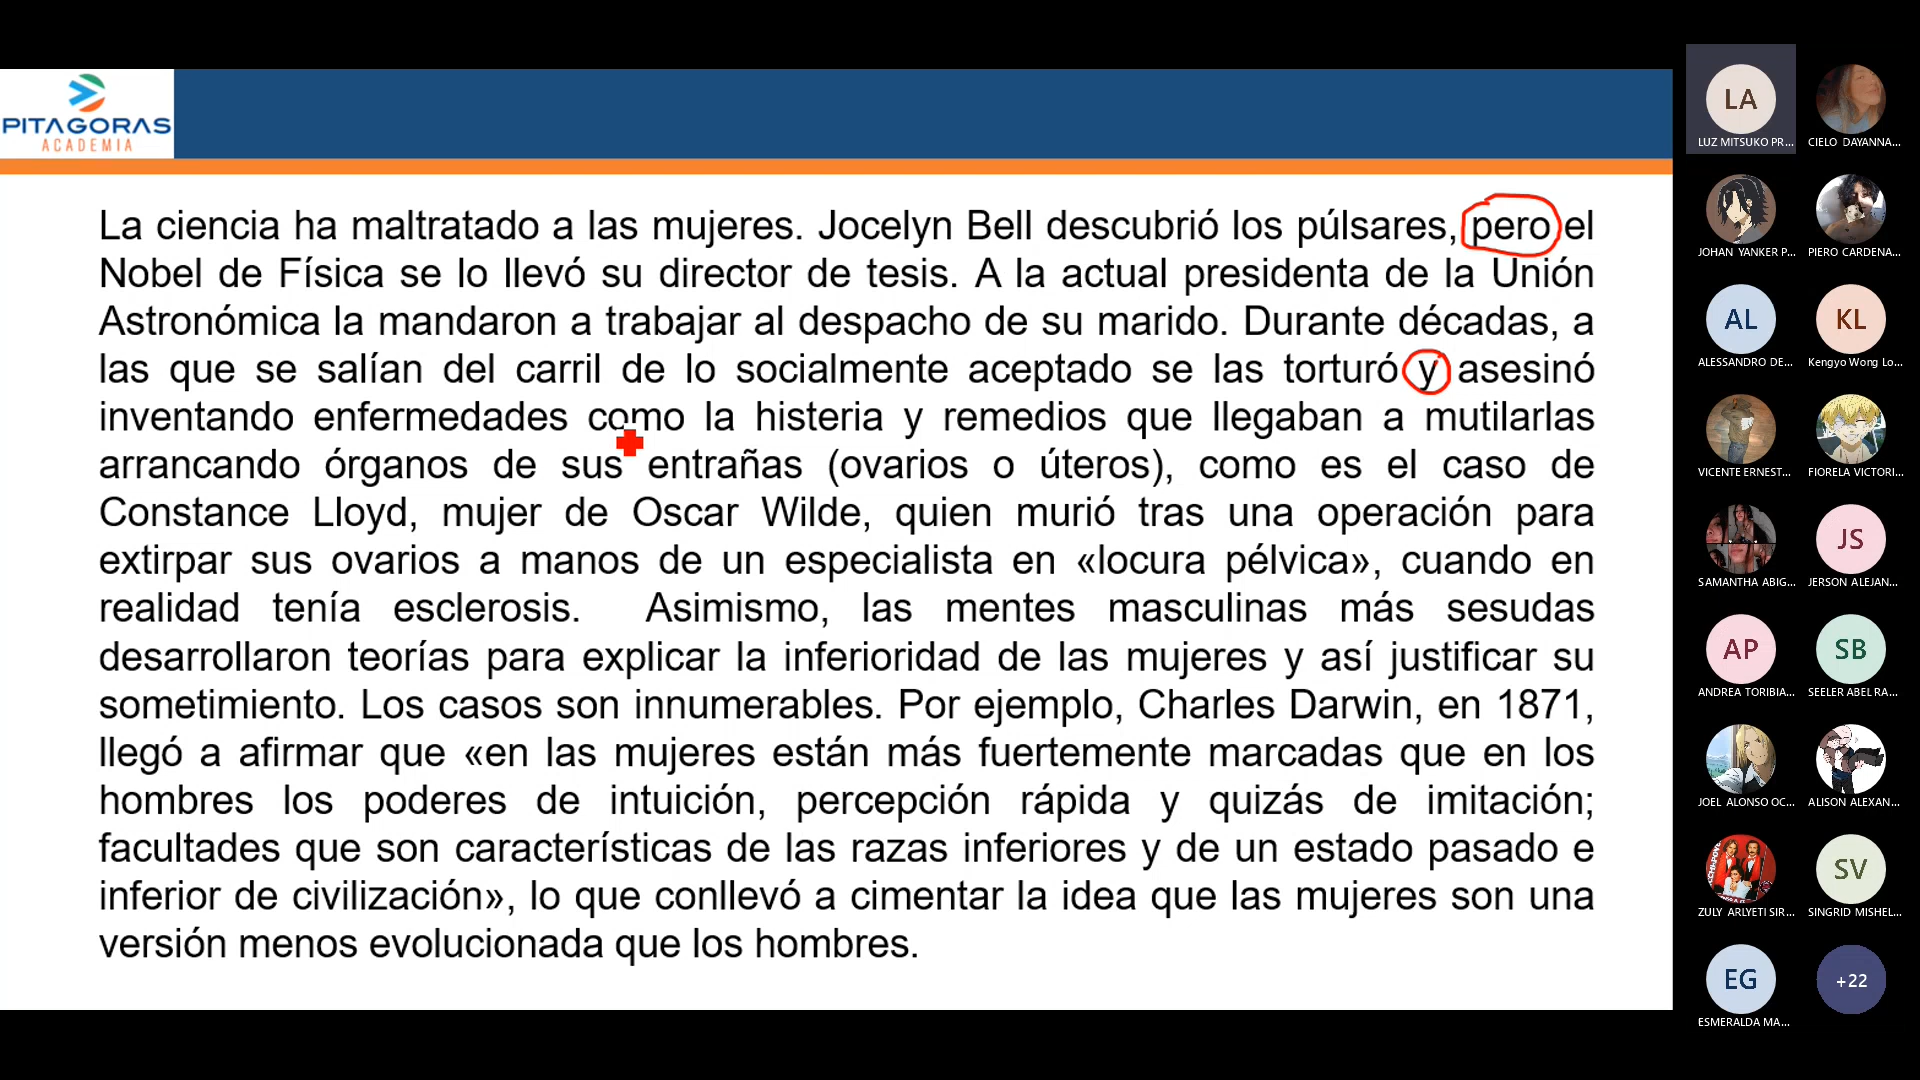 PITAGORAS
ACADEMIA
La ciencia ha maltratado a las mujeres. Jocelyn Bell descubrió los púlsares, pero el
Nobel de Física se lo llevó su director de tesis. A la actual presidenta de la Unión
Astronómica la mandaron a trabajar al despacho de su marido. Durante décadas, a
las que se salían del carril de lo socialmente aceptado se las torturó y asesinó
inventando enfermedades como la histeria y remedios que llegaban a mutilarlas
arrancando órganos de sus entrañas (ovarios o úteros), como es el caso de
Constance Lloyd, mujer de Oscar Wilde, quien murió tras una operación para
extirpar sus ovarios a manos de un especialista en «locura pélvica», cuando en
realidad tenía esclerosis. Asimismo, las mentes masculinas más sesudas
desarrollaron teorías para explicar la inferioridad de las mujeres y así justificar su
sometimiento. Los casos son innumerables. Por ejemplo, Charles Darwin, en 1871,
llegó a afirmar que «en las mujeres están más fuertemente marcadas que en los
hombres los poderes de intuición, percepción rápida y quizás de imitación;
facultades que son características de las razas inferiores y de un estado pasado e
inferior de civilización», lo que conllevó a cimentar la idea que las mujeres son una
versión menos evolucionada que los hombres.
LA
LUZ MITSUKO PR...
CIELO DAYANNA...
JOHAN YANKER P...
PIERO CARDENA...
AL
ALESSANDRO DE...
KL
Kengyo Wong Lo...
VICENTE ERNEST...
FIORELA VICTORI...
SAMANTHA ABIG...
JS
JERSON ALEJAN...
AP
ANDREA TORIBIA...
SB
SEELER ABEL RA...
JOEL ALONSO OC...
ALISON ALEXAN...
ZULY ARLYETI SIR...
SV
SINGRID MISHEL...
EG
ESMERALDA MA...
+22